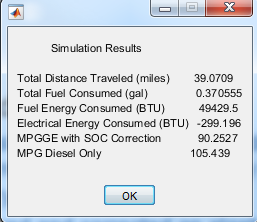 Simulation Results
Total Distance Traveled (miles) 39.0709
Total Fuel Consumed (gal) 0.370555
Fuel Energy Consumed (BTU) 49429.5
Electrical Energy Consumed (BTU) -299.196
MPGGE with SOC Correction 90.2527
MPG Diesel Only 105.439
OK